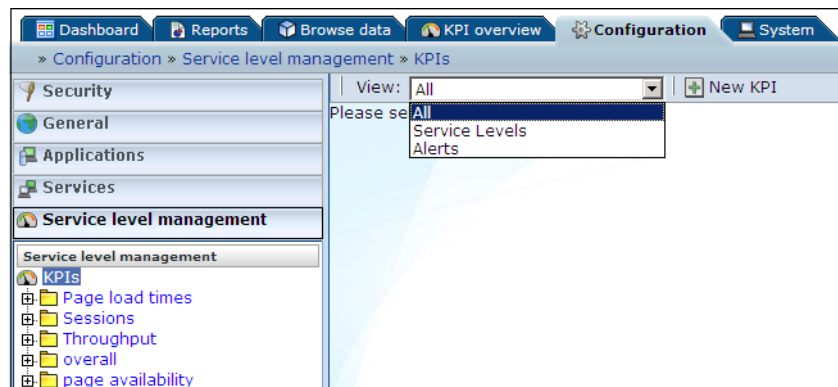 Dashboard Reports Browse data KPI overview Configuration System
» Configuration » Service level management » KPIs
Security
General
Applications
Services
Service level management
Service level management
KPIs
Page load times
Sessions
Throughput
overall
page availability
View: All New KPI
Please se
All
Service Levels
Alerts